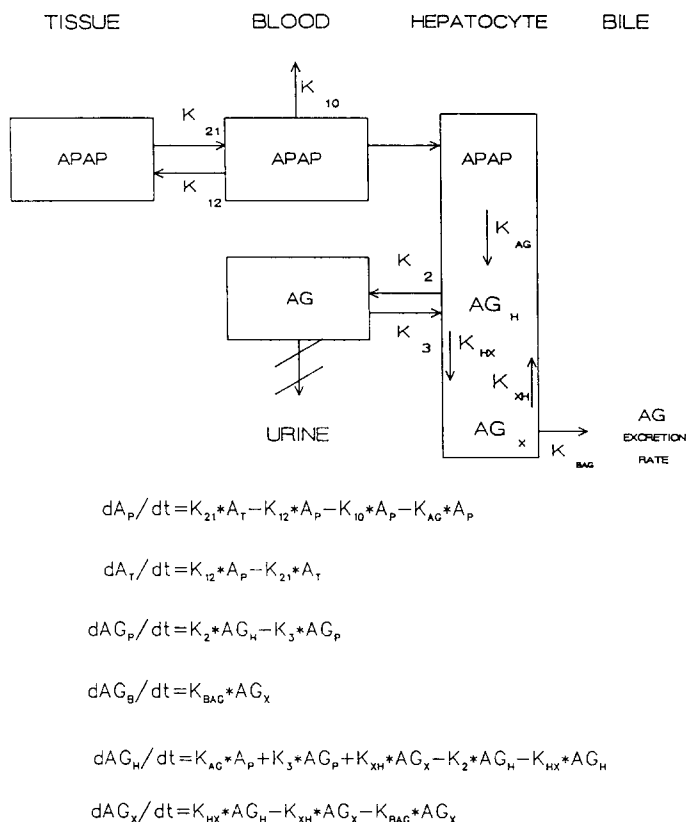 TISSUE BLOOD HEPATOCYTE BILE
K 10
K 21
APAP APAP APAP
K 12
K AG
K 2
AG AG H
K 3 K HX
K XH
URINE AG X AG
EXCRETION
K BAG RATE
dA_P/dt=K_21*A_T−K_12*A_P−K_10*A_P−K_AG*A_P
dA_T/dt=K_12*A_P−K_21*A_T
dAG_P/dt=K_2*AG_H−K_3*AG_P
dAG_B/dt=K_BAG*AG_X
dAG_H/dt=K_AG*A_P+K_3*AG_P+K_XH*AG_X−K_2*AG_H−K_HX*AG_H
dAG_X/dt=K_HX*AG_H−K_XH*AG_X−K_BAG*AG_X